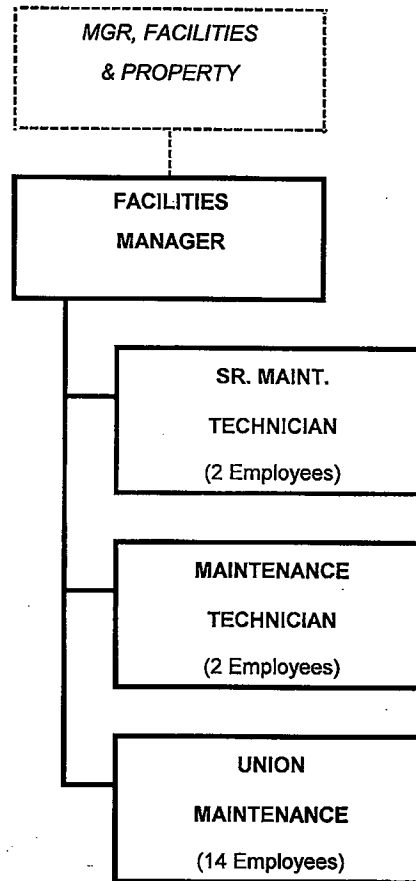 MGR, FACILITIES
& PROPERTY
FACILITIES
MANAGER
SR. MAINT.
TECHNICIAN
(2 Employees)
MAINTENANCE
TECHNICIAN
(2 Employees)
UNION
MAINTENANCE
(14 Employees)